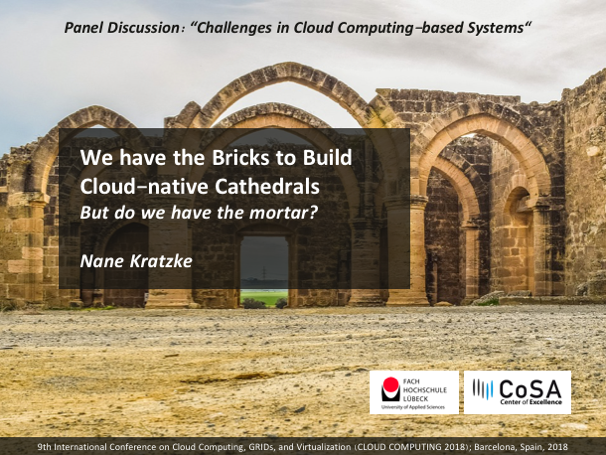 Panel Discussion: “Challenges in Cloud Computing-based Systems“
We have the Bricks to Build
Cloud-native Cathedrals
But do we have the mortar?
Nane Kratzke
FACH
HOCHSCHULE
LÜBECK
University of Applied Sciences
CoSA
Center of Excellence
9th International Conference on Cloud Computing, GRIDs, and Virtualization (CLOUD COMPUTING 2018); Barcelona, Spain, 2018